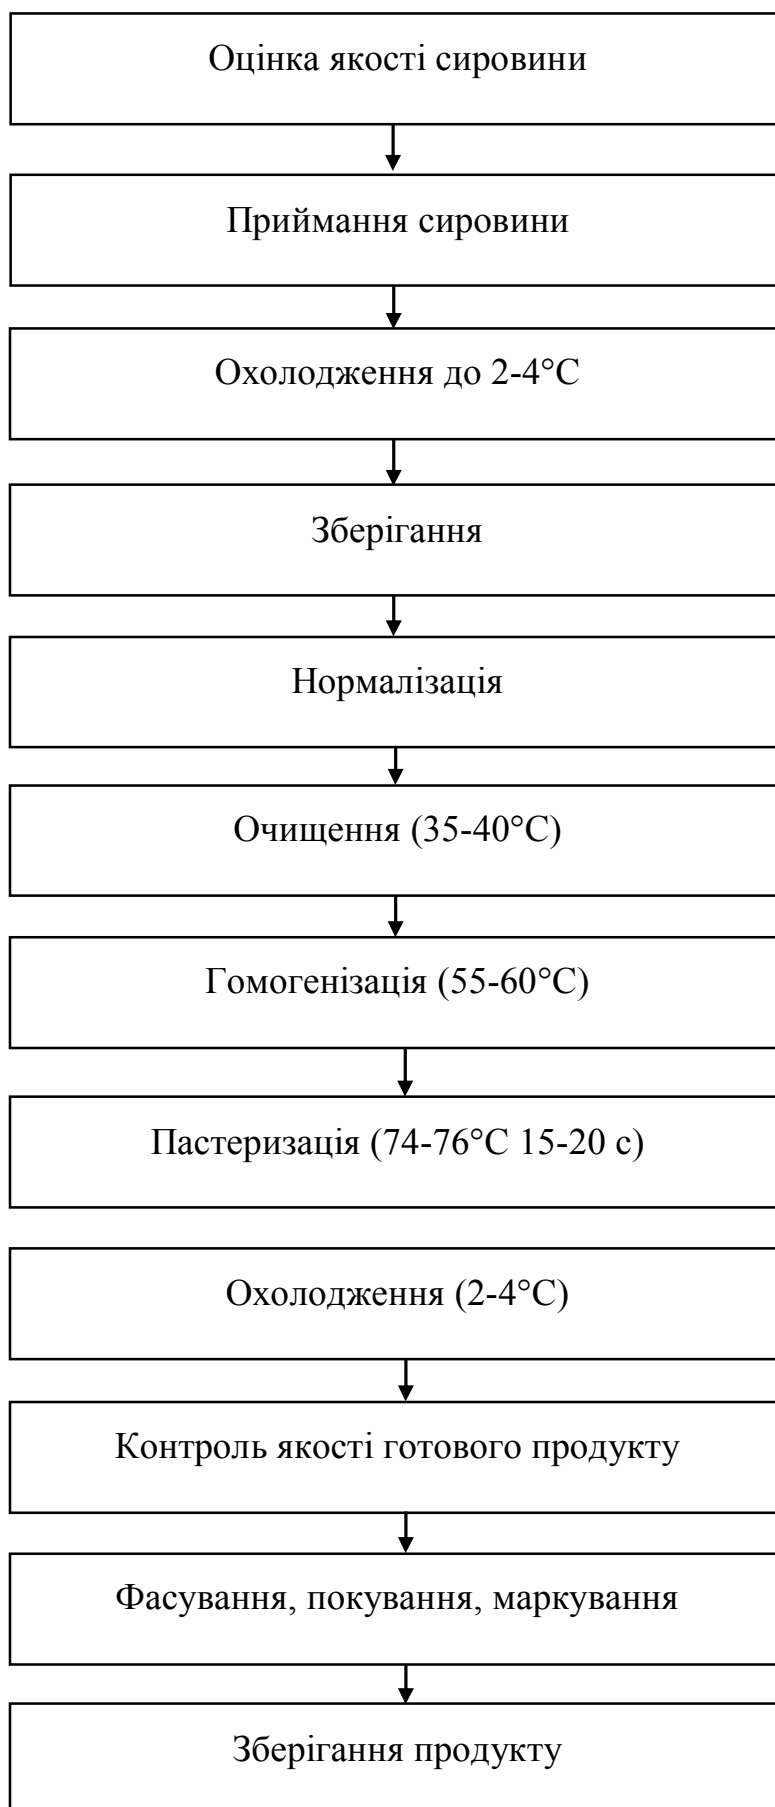 Оцінка якості сировини
Приймання сировини
Охолодження до 2-4°С
Зберігання
Нормалізація
Очищення (35-40°С)
Гомогенізація (55-60°С)
Пастеризація (74-76°С 15-20 с)
Охолодження (2-4°С)
Контроль якості готового продукту
Фасування, покування, маркування
Зберігання продукту